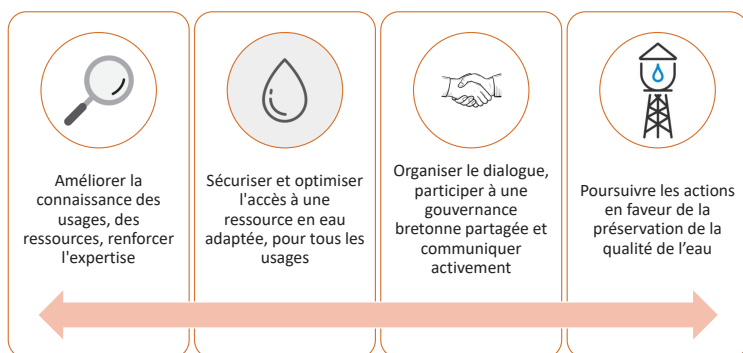 Améliorer la
connaissance des
usages, des
ressources, renforcer
l'expertise
Sécuriser et optimiser
l'accès à une
ressource en eau
adaptée, pour tous les
usages
Organiser le dialogue,
participer à une
gouvernance
bretonne partagée et
communiquer
activement
Poursuivre les actions
en faveur de la
préservation de la
qualité de l’eau